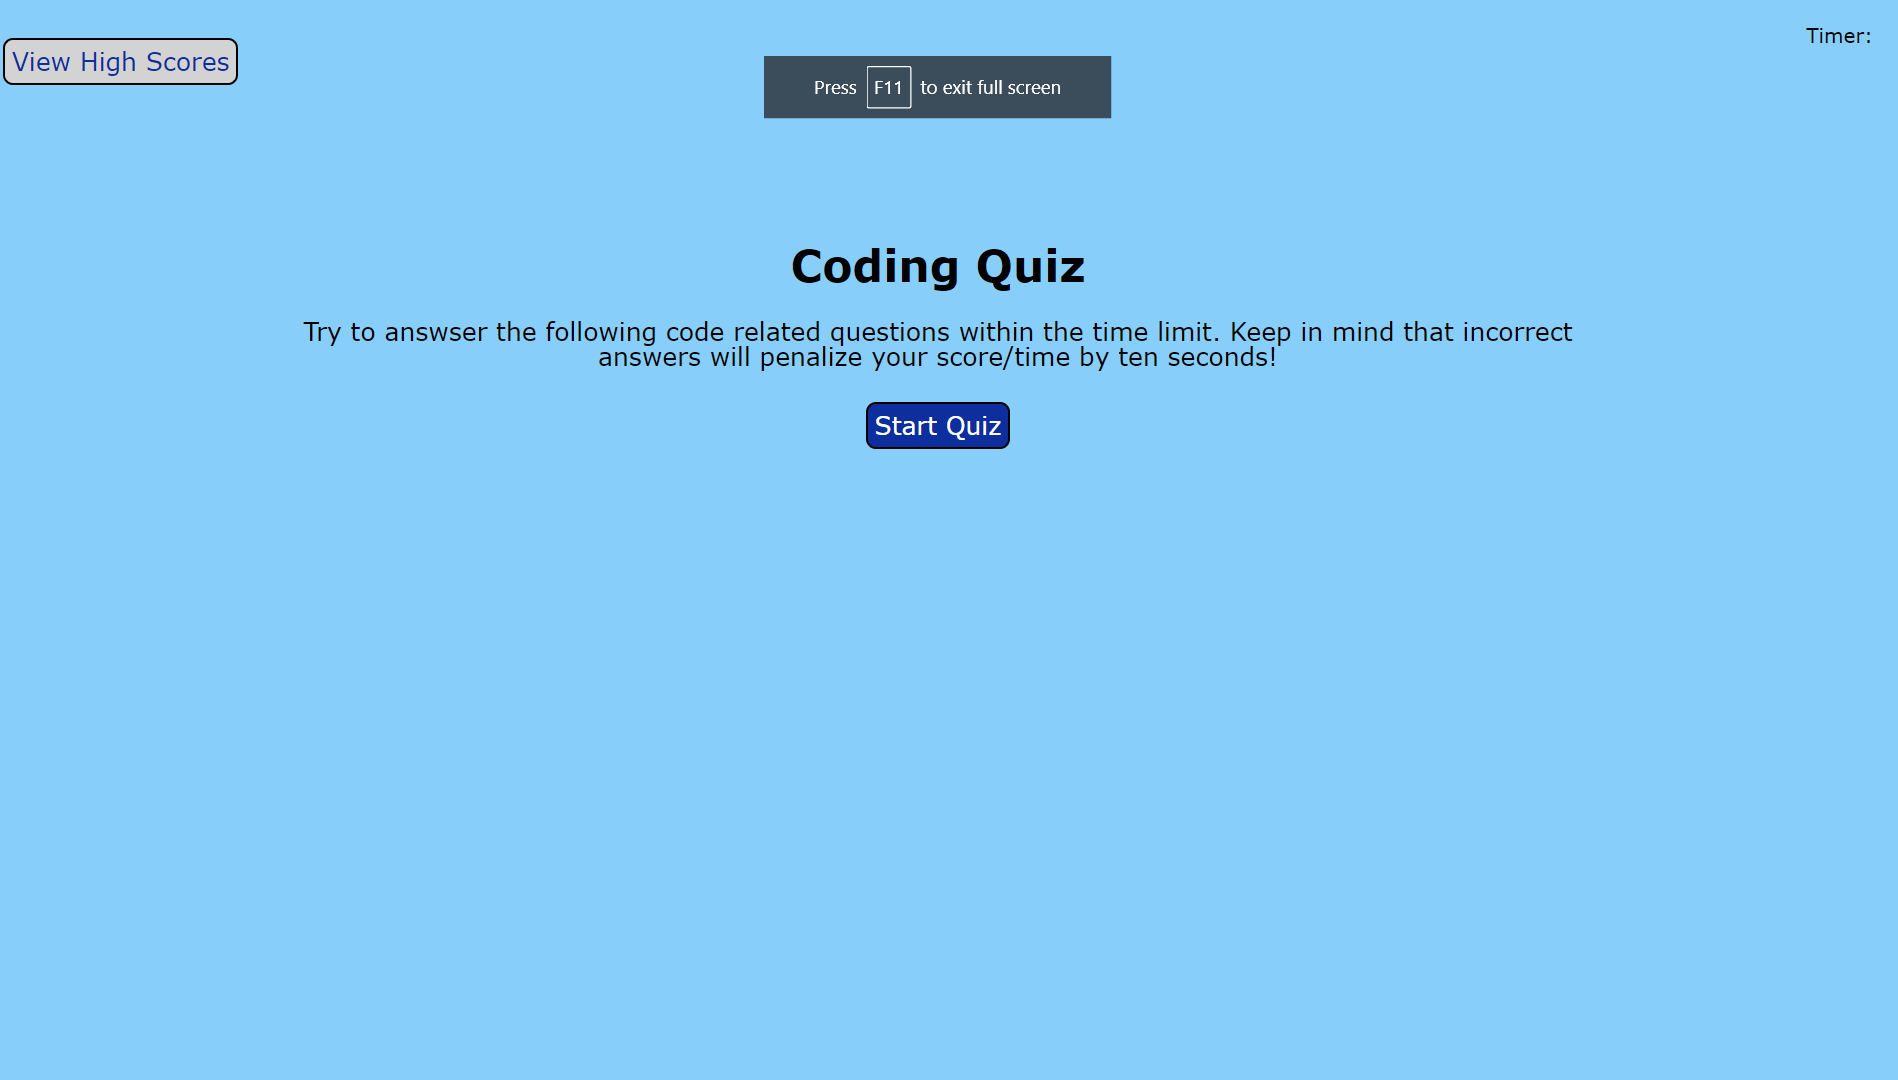 Timer:
View High Scores
Press F11 to exit full screen
Coding Quiz
Try to answser the following code related questions within the time limit. Keep in mind that incorrect
answers will penalize your score/time by ten seconds!
Start Quiz